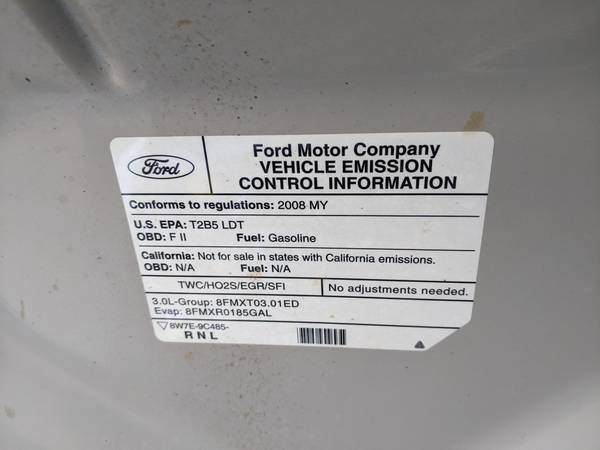 Ford
Ford Motor Company
VEHICLE EMISSION
CONTROL INFORMATION
Conforms to regulations: 2008 MY
U.S. EPA: T2B5 LDT
OBD: F II Fuel: Gasoline
California: Not for sale in states with California emissions.
OBD: N/A Fuel: N/A
TWC/HO2S/EGR/SFI No adjustments needed.
3.0L-Group: 8FMXT03.01ED
Evap: 8FMXR0185GAL
8W7E-9C485-
R N L